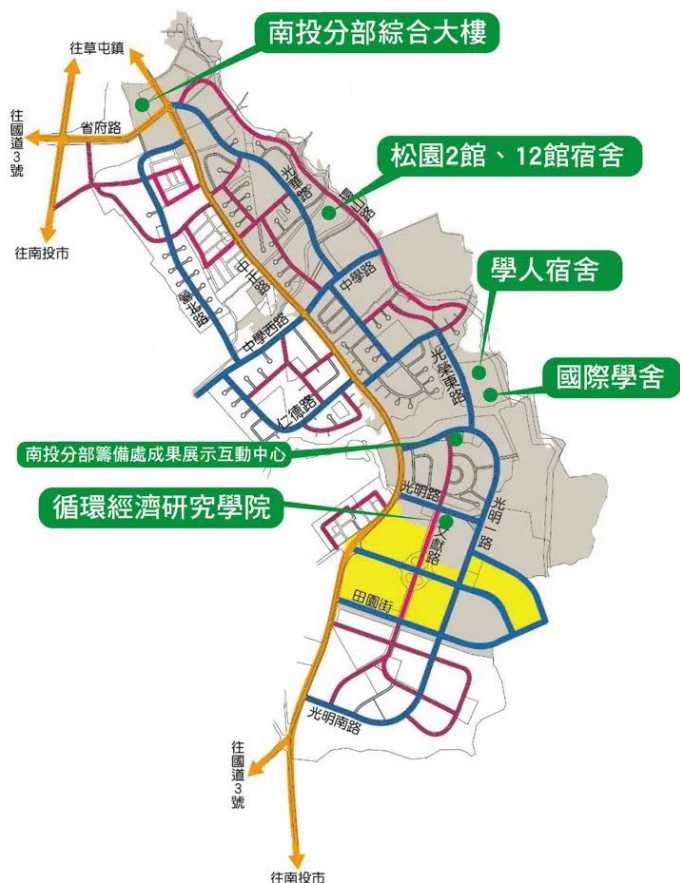 南投分部綜合大樓
往草屯鎮
省府路
往國道3號
往南投市
松園2館、12館宿舍
光華路
學府路
中正路
中學路
中學西路
仁德路
學人宿舍
國際學舍
光榮東路
南投分部籌備處成果展示互動中心
循環經濟研究學院
光明路
光明一路
文獻路
田園街
光明南路
往國道3號
往南投市